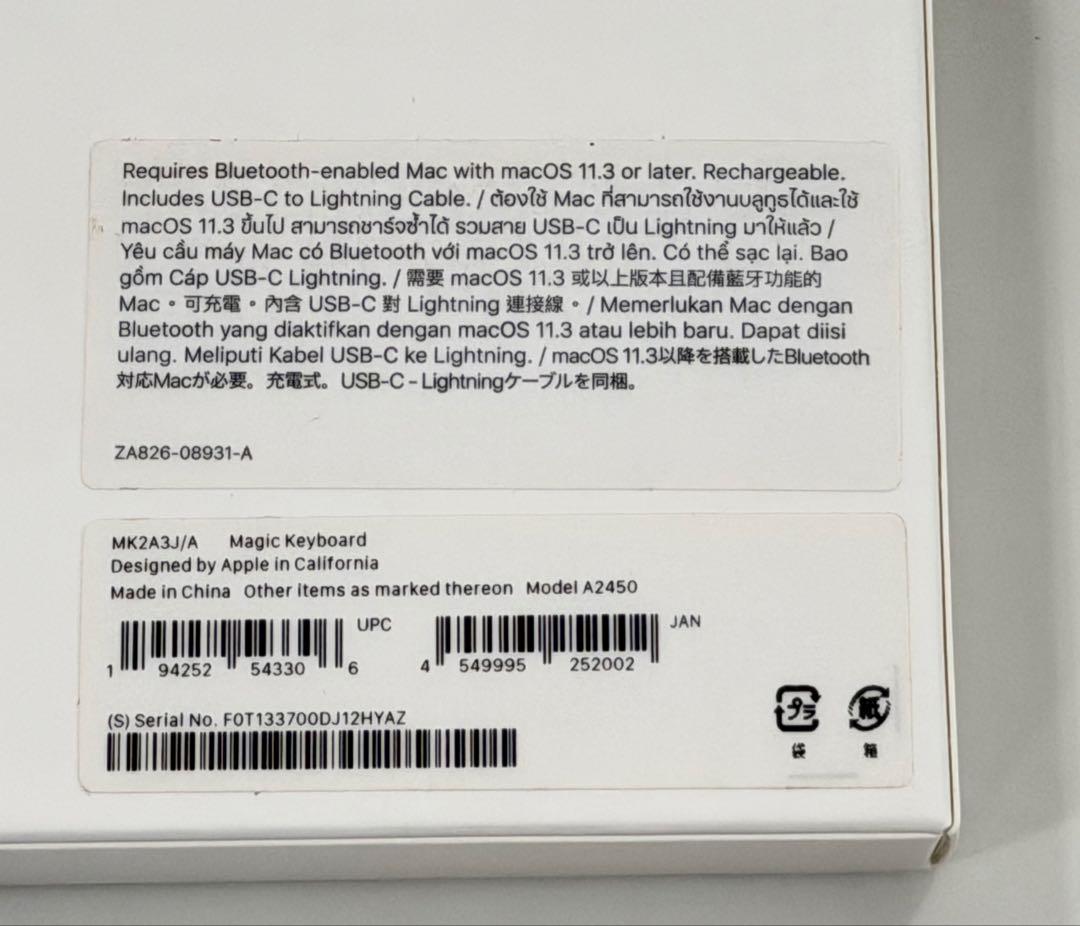 Requires Bluetooth-enabled Mac with macOS 11.3 or later. Rechargeable.
Includes USB-C to Lightning Cable. / ต้องใช้ Mac ที่สามารถใช้งานบลูทูธได้และใช้
macOS 11.3 ขึ้นไป สามารถชาร์จซ้ำได้ รวมสาย USB-C เป็น Lightning มาให้แล้ว /
Yêu cầu máy Mac có Bluetooth với macOS 11.3 trở lên. Có thể sạc lại. Bao
gồm Cáp USB-C Lightning. / 需要 macOS 11.3 或以上版本且配備藍牙功能的
Mac。可充電。內含 USB-C 對 Lightning 連接線。/ Memerlukan Mac dengan
Bluetooth yang diaktifkan dengan macOS 11.3 atau lebih baru. Dapat diisi
ulang. Meliputi Kabel USB-C ke Lightning. / macOS 11.3以降を搭載したBluetooth
対応Macが必要。充電式。USB-C - Lightningケーブルを同梱。
ZA826-08931-A
MK2A3J/A Magic Keyboard
Designed by Apple in California
Made in China Other items as marked thereon Model A2450
UPC
1 94252 54330 6
JAN
4 549995 252002
(S) Serial No. F0T133700DJ12HYAZ
プラ
袋
紙
箱